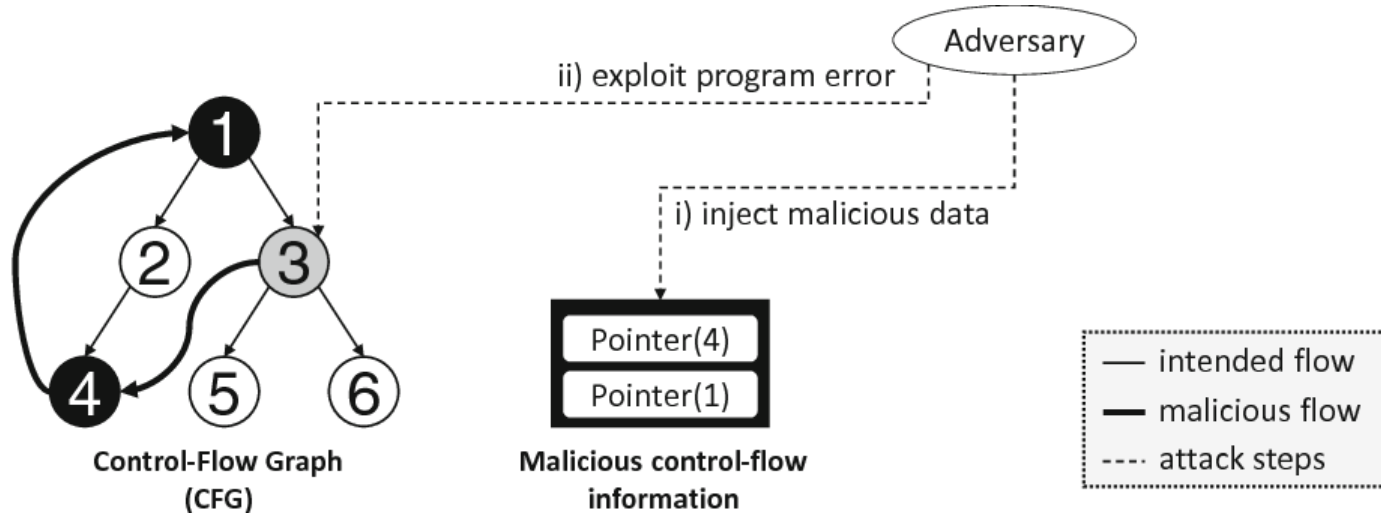 Adversary
ii) exploit program error
1
i) inject malicious data
2
3
Pointer(4)
Pointer(1)
4
5
6
intended flow
malicious flow
attack steps
Control-Flow Graph
(CFG)
Malicious control-flow
information